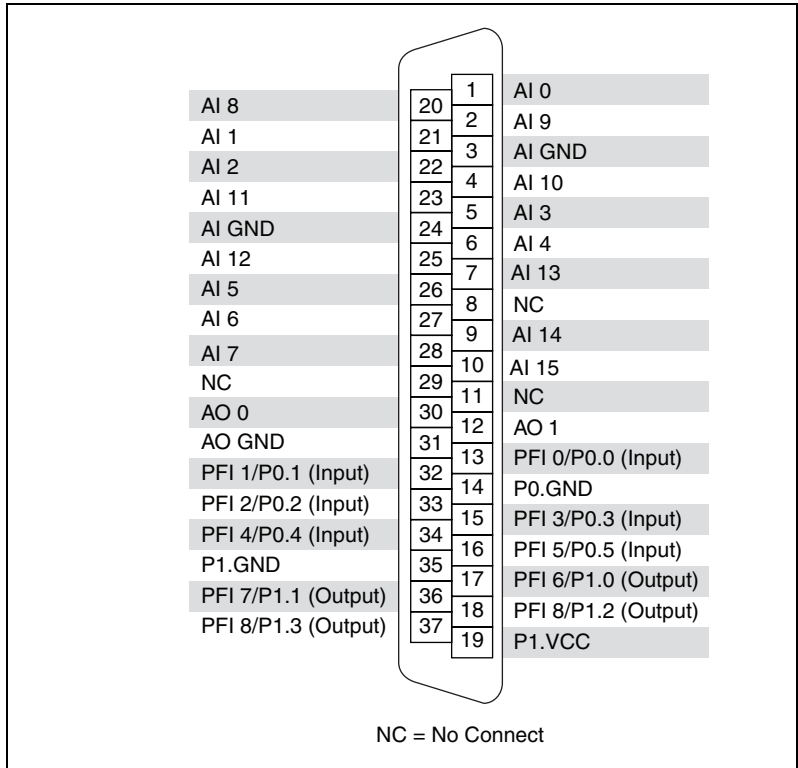 1 AI 0
AI 8 20
2 AI 9
AI 1 21
3 AI GND
AI 2 22
4 AI 10
AI 11 23
5 AI 3
AI GND 24
6 AI 4
AI 12 25
7 AI 13
AI 5 26
8 NC
AI 6 27
9 AI 14
AI 7 28
10 AI 15
NC 29
11 NC
AO 0 30
12 AO 1
AO GND 31
13 PFI 0/P0.0 (Input)
PFI 1/P0.1 (Input) 32
14 P0.GND
PFI 2/P0.2 (Input) 33
15 PFI 3/P0.3 (Input)
PFI 4/P0.4 (Input) 34
16 PFI 5/P0.5 (Input)
P1.GND 35
17 PFI 6/P1.0 (Output)
PFI 7/P1.1 (Output) 36
18 PFI 8/P1.2 (Output)
PFI 8/P1.3 (Output) 37
19 P1.VCC
NC = No Connect